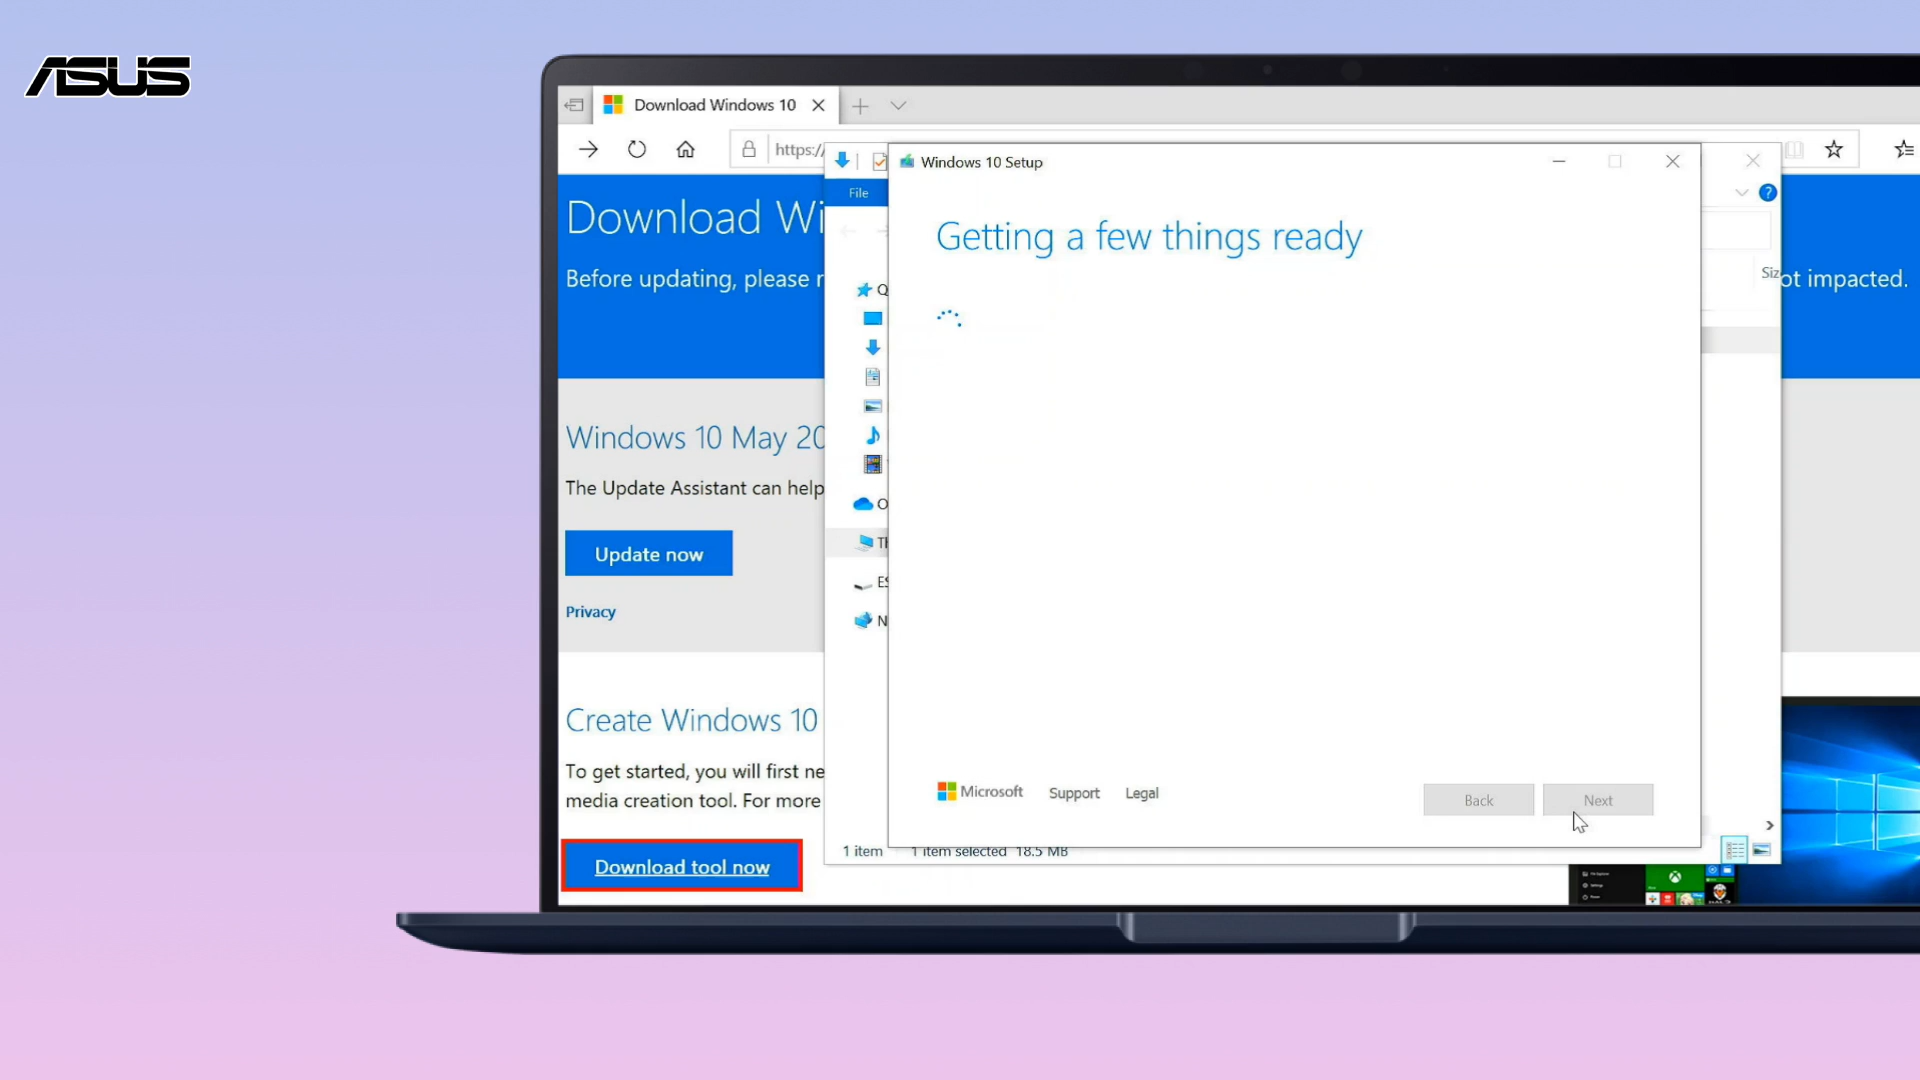 ASUS
Download Windows 10
https://
Windows 10 Setup
File
Download Wi
Before updating, please r
ot impacted.
Siz
Getting a few things ready
Q
Windows 10 May 20
The Update Assistant can help
O
Th
Update now
ES
Privacy
N
Create Windows 10
To get started, you will first ne
media creation tool. For more
Microsoft Support Legal
Back Next
1 item 1 item selected 18.5 MB
Download tool now